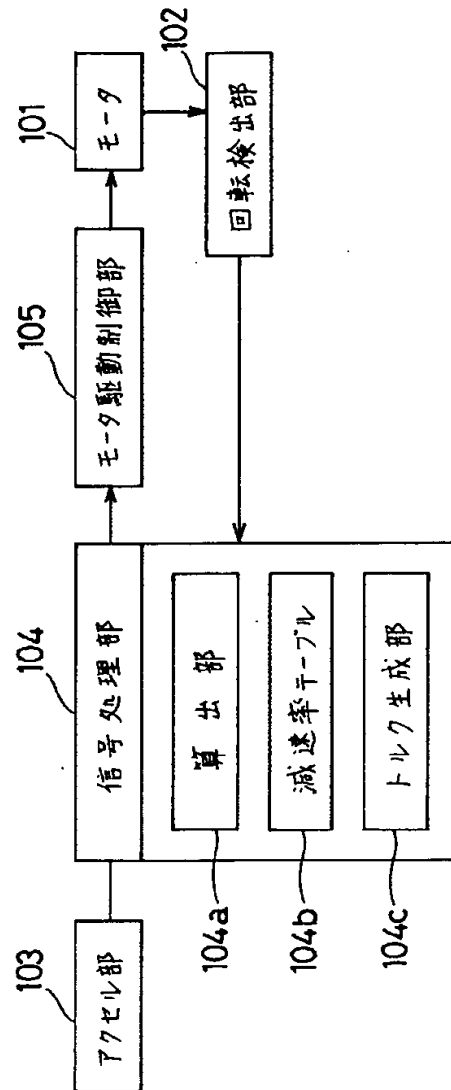 103
アクセル部
104
信号処理部
算出部
104a
減速率テーブル
104b
トルク生成部
104c
105
モータ駆動制御部
101
モータ
102
回転検出部